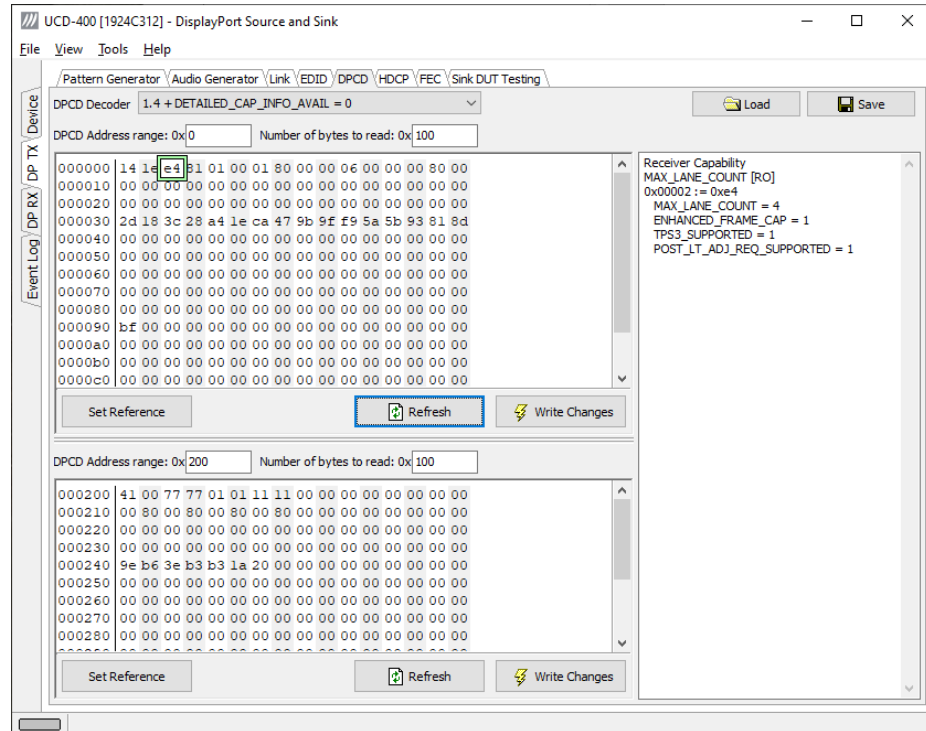 UCD-400 [1924C312] - DisplayPort Source and Sink
File View Tools Help
Pattern Generator Audio Generator Link EDID DPCD HDCP FEC Sink DUT Testing
Device
DP TX
DP RX
Event Log
DPCD Decoder 1.4 + DETAILED_CAP_INFO_AVAIL = 0
Load Save
DPCD Address range: 0x 0 Number of bytes to read: 0x 100
000000 14 1e e4 81 01 00 01 80 00 00 06 00 00 00 80 00
000010 00 00 00 00 00 00 00 00 00 00 00 00 00 00 00 00
000020 00 00 00 00 00 00 00 00 00 00 00 00 00 00 00 00
000030 2d 18 3c 28 a4 1e ca 47 9b 9f f9 5a 5b 93 81 8d
000040 00 00 00 00 00 00 00 00 00 00 00 00 00 00 00 00
000050 00 00 00 00 00 00 00 00 00 00 00 00 00 00 00 00
000060 00 00 00 00 00 00 00 00 00 00 00 00 00 00 00 00
000070 00 00 00 00 00 00 00 00 00 00 00 00 00 00 00 00
000080 00 00 00 00 00 00 00 00 00 00 00 00 00 00 00 00
000090 bf 00 00 00 00 00 00 00 00 00 00 00 00 00 00 00
0000a0 00 00 00 00 00 00 00 00 00 00 00 00 00 00 00 00
0000b0 00 00 00 00 00 00 00 00 00 00 00 00 00 00 00 00
0000c0 00 00 00 00 00 00 00 00 00 00 00 00 00 00 00 00
Set Reference Refresh Write Changes
DPCD Address range: 0x 200 Number of bytes to read: 0x 100
000200 41 00 77 77 01 01 11 11 00 00 00 00 00 00 00 00
000210 00 80 00 80 00 80 00 80 00 00 00 00 00 00 00 00
000220 00 00 00 00 00 00 00 00 00 00 00 00 00 00 00 00
000230 00 00 00 00 00 00 00 00 00 00 00 00 00 00 00 00
000240 9e b6 3e b3 b3 1a 20 00 00 00 00 00 00 00 00 00
000250 00 00 00 00 00 00 00 00 00 00 00 00 00 00 00 00
000260 00 00 00 00 00 00 00 00 00 00 00 00 00 00 00 00
000270 00 00 00 00 00 00 00 00 00 00 00 00 00 00 00 00
000280 00 00 00 00 00 00 00 00 00 00 00 00 00 00 00 00
Set Reference Refresh Write Changes
Receiver Capability
MAX_LANE_COUNT [RO]
0x00002 := 0xe4
MAX_LANE_COUNT = 4
ENHANCED_FRAME_CAP = 1
TPS3_SUPPORTED = 1
POST_LT_ADJ_REQ_SUPPORTED = 1